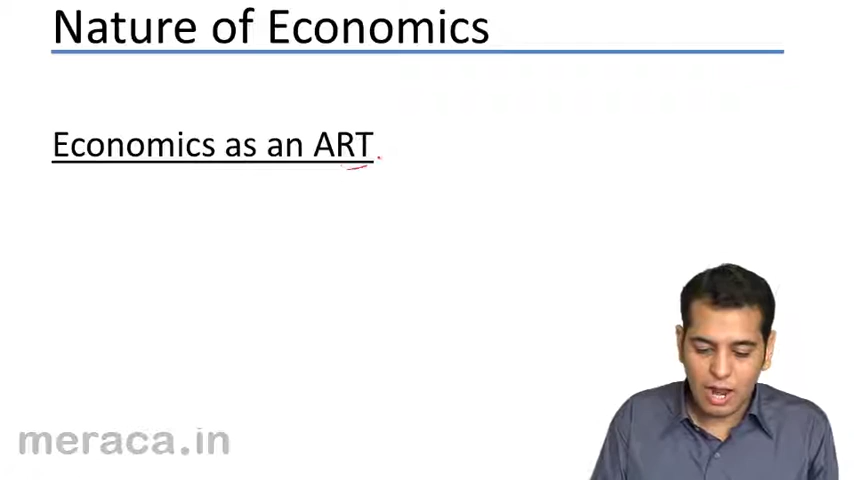 Nature of Economics
Economics as an ART
meraca.in